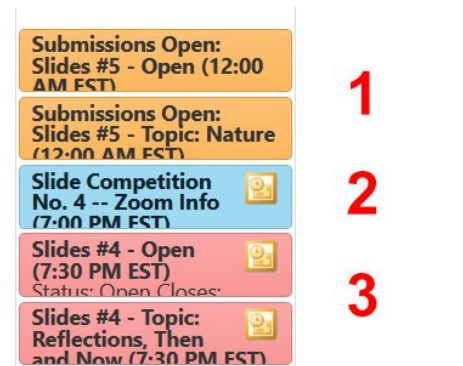 Submissions Open:
Slides #5 - Open (12:00
AM EST)
Submissions Open:
Slides #5 - Topic: Nature
(12:00 AM EST)
Slide Competition
No. 4 -- Zoom Info
(7:00 PM EST)
Slides #4 - Open
(7:30 PM EST)
Status: Open Closes:
Slides #4 - Topic:
Reflections, Then
and Now (7:30 PM EST)
1
2
3